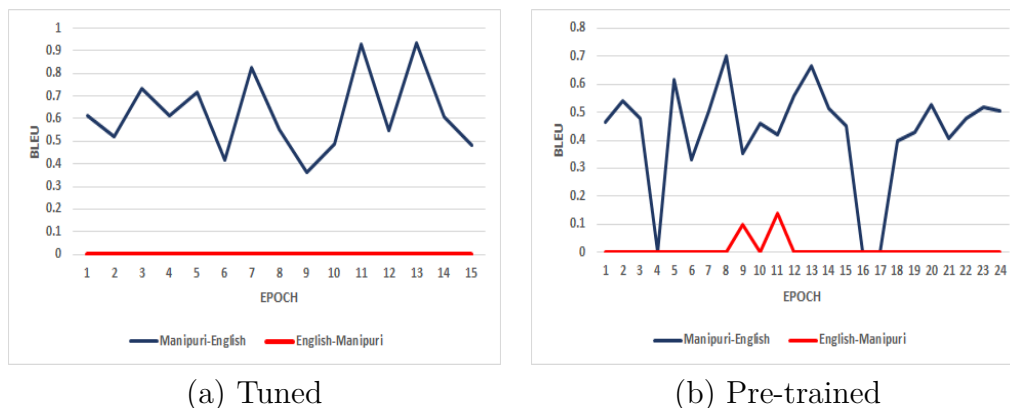 1
0.9
0.8
0.7
0.6
0.5
0.4
0.3
0.2
0.1
0
BLEU
1 2 3 4 5 6 7 8 9 10 11 12 13 14 15
EPOCH
Manipuri-English English-Manipuri
(a) Tuned
0.8
0.7
0.6
0.5
0.4
0.3
0.2
0.1
0
BLEU
1 2 3 4 5 6 7 8 9 10 11 12 13 14 15 16 17 18 19 20 21 22 23 24
EPOCH
Manipuri-English English-Manipuri
(b) Pre-trained